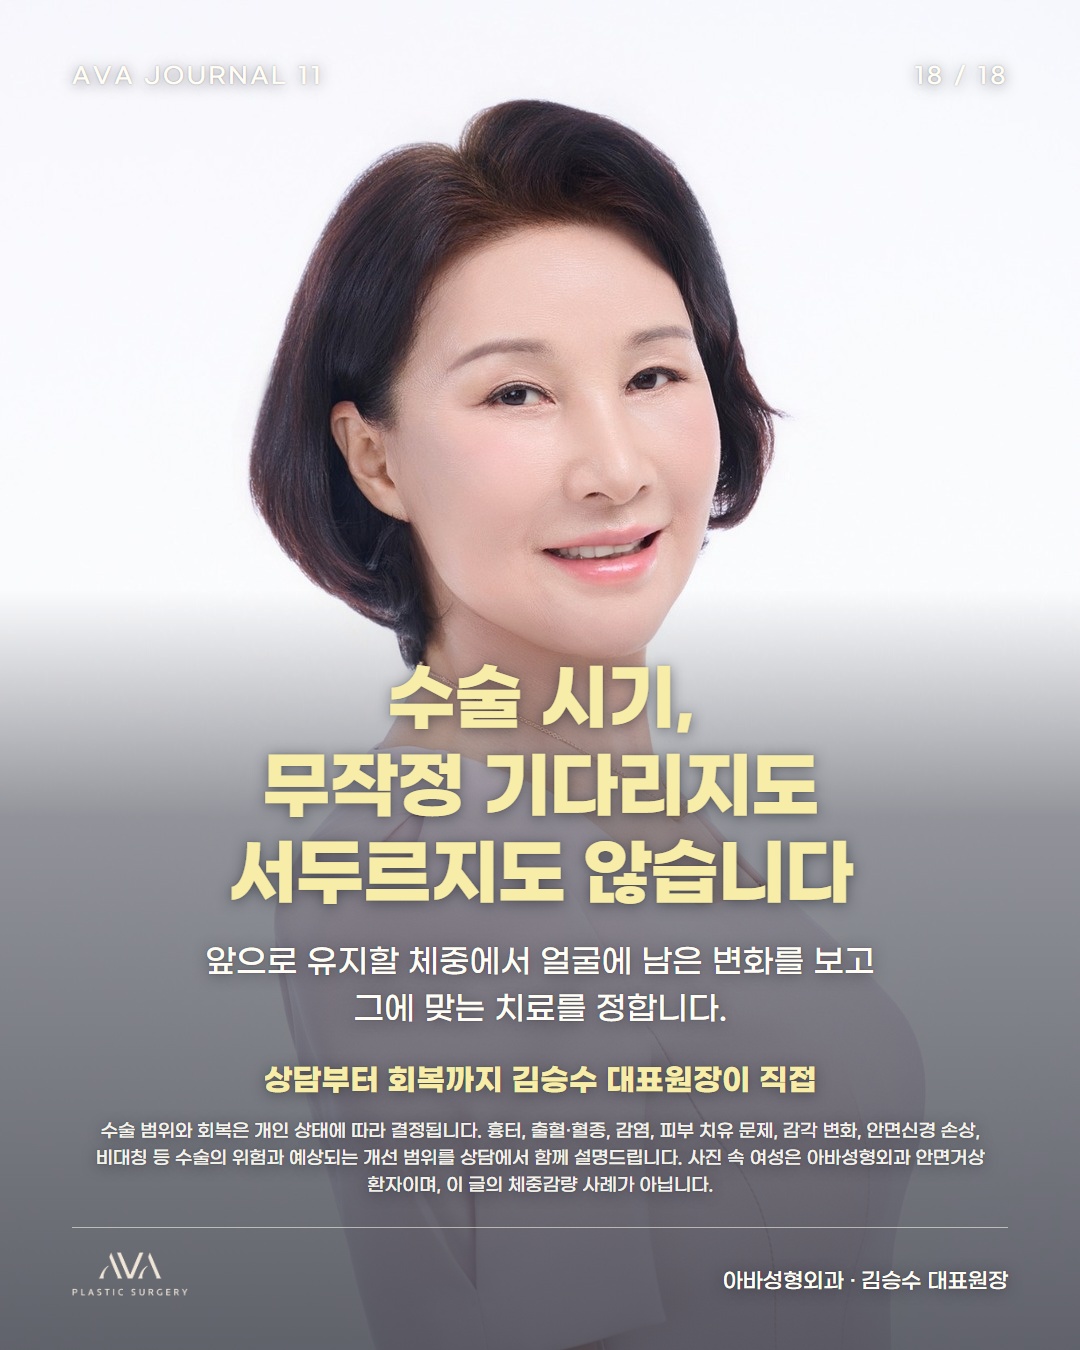 AVA JOURNAL 11
18 / 18
수술 시기,
무작정 기다리지도
서두르지도 않습니다
앞으로 유지할 체중에서 얼굴에 남은 변화를 보고
그에 맞는 치료를 정합니다.
상담부터 회복까지 김승수 대표원장이 직접
수술 범위와 회복은 개인 상태에 따라 결정됩니다. 흉터, 출혈·혈종, 감염, 피부 치유 문제, 감각 변화, 안면신경 손상,
비대칭 등 수술의 위험과 예상되는 개선 범위를 상담에서 함께 설명드립니다. 사진 속 여성은 아바성형외과 안면거상
환자이며, 이 글의 체중감량 사례가 아닙니다.
AVA
PLASTIC SURGERY
아바성형외과 · 김승수 대표원장